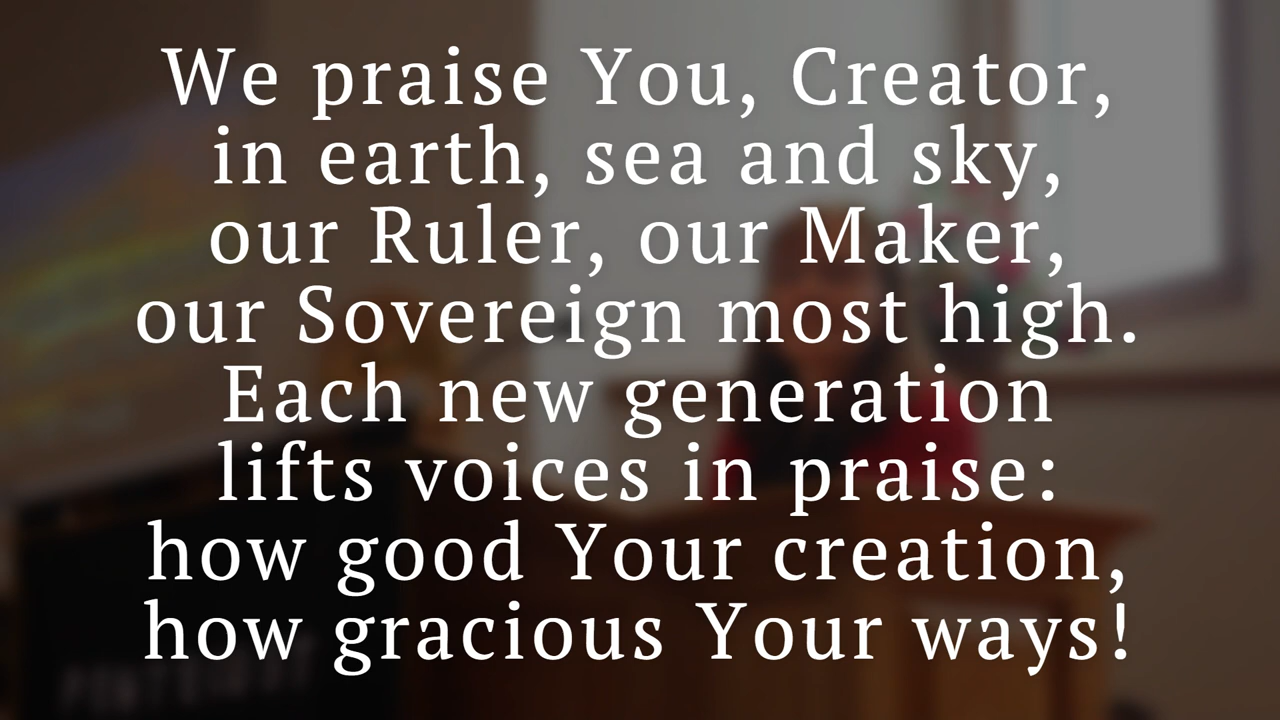 We praise You, Creator,
in earth, sea and sky,
our Ruler, our Maker,
our Sovereign most high.
Each new generation
lifts voices in praise:
how good Your creation,
how gracious Your ways!